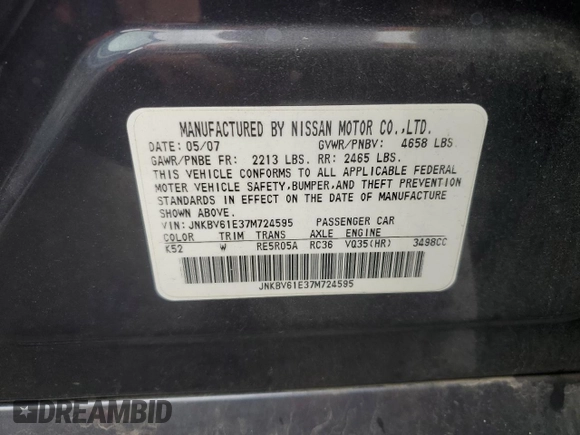 MANUFACTURED BY NISSAN MOTOR CO.,LTD.
DATE: 05/07 GVWR/PNBV: 4658 LBS.
GAWR/PNBE FR: 2213 LBS. RR: 2465 LBS.
THIS VEHICLE CONFORMS TO ALL APPLICABLE FEDERAL
MOTER VEHICLE SAFETY,BUMPER,AND THEFT PREVENTION
STANDARDS IN EFFECT ON THE DATE OF MANUFACTURE
SHOWN ABOVE.
VIN: JNKBV61E37M724595 PASSENGER CAR
COLOR TRIM TRANS AXLE ENGINE
K52 W RE5R05A RC36 VQ35(HR) 3498CC
JNKBV61E37M724595
DREAMBID